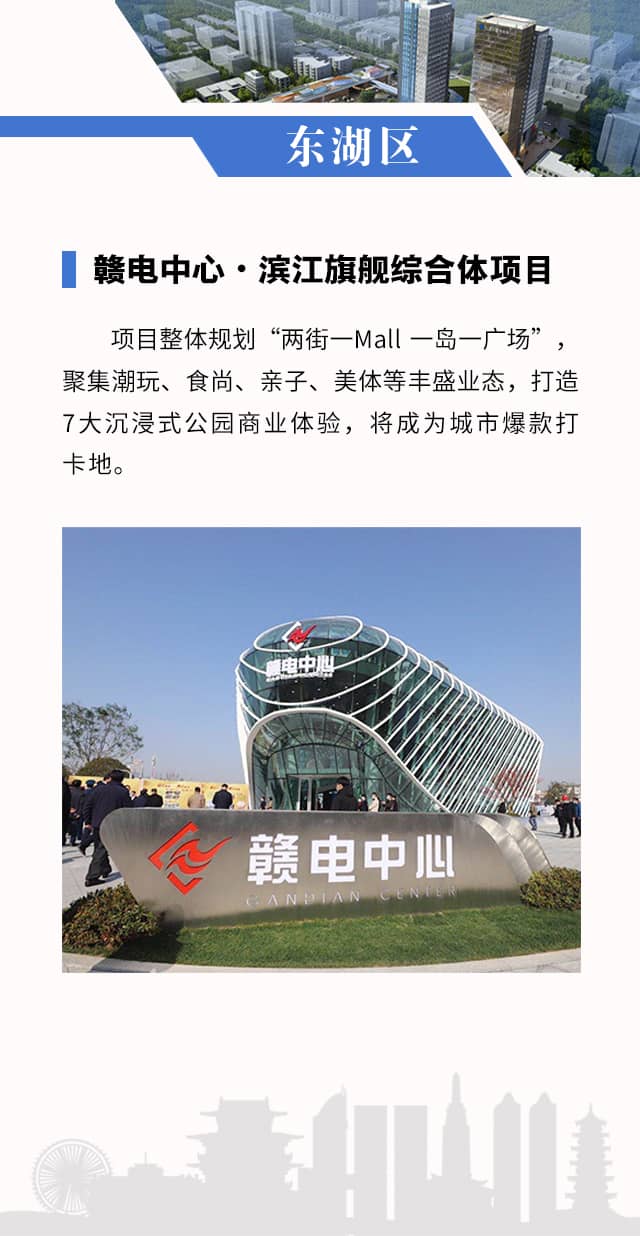 东湖区
赣电中心·滨江旗舰综合体项目
项目整体规划“两街一Mall 一岛一广场”，
聚集潮玩、食尚、亲子、美体等丰盛业态，打造
7大沉浸式公园商业体验，将成为城市爆款打
卡地。
赣电中心
赣电中心
GANDIAN CENTER